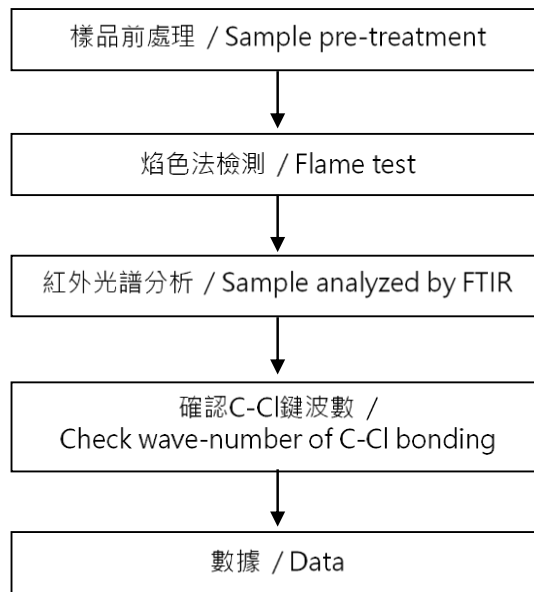 樣品前處理 / Sample pre-treatment
焰色法檢測 / Flame test
紅外光譜分析 / Sample analyzed by FTIR
確認C-Cl鍵波數 /
Check wave-number of C-Cl bonding
數據 / Data